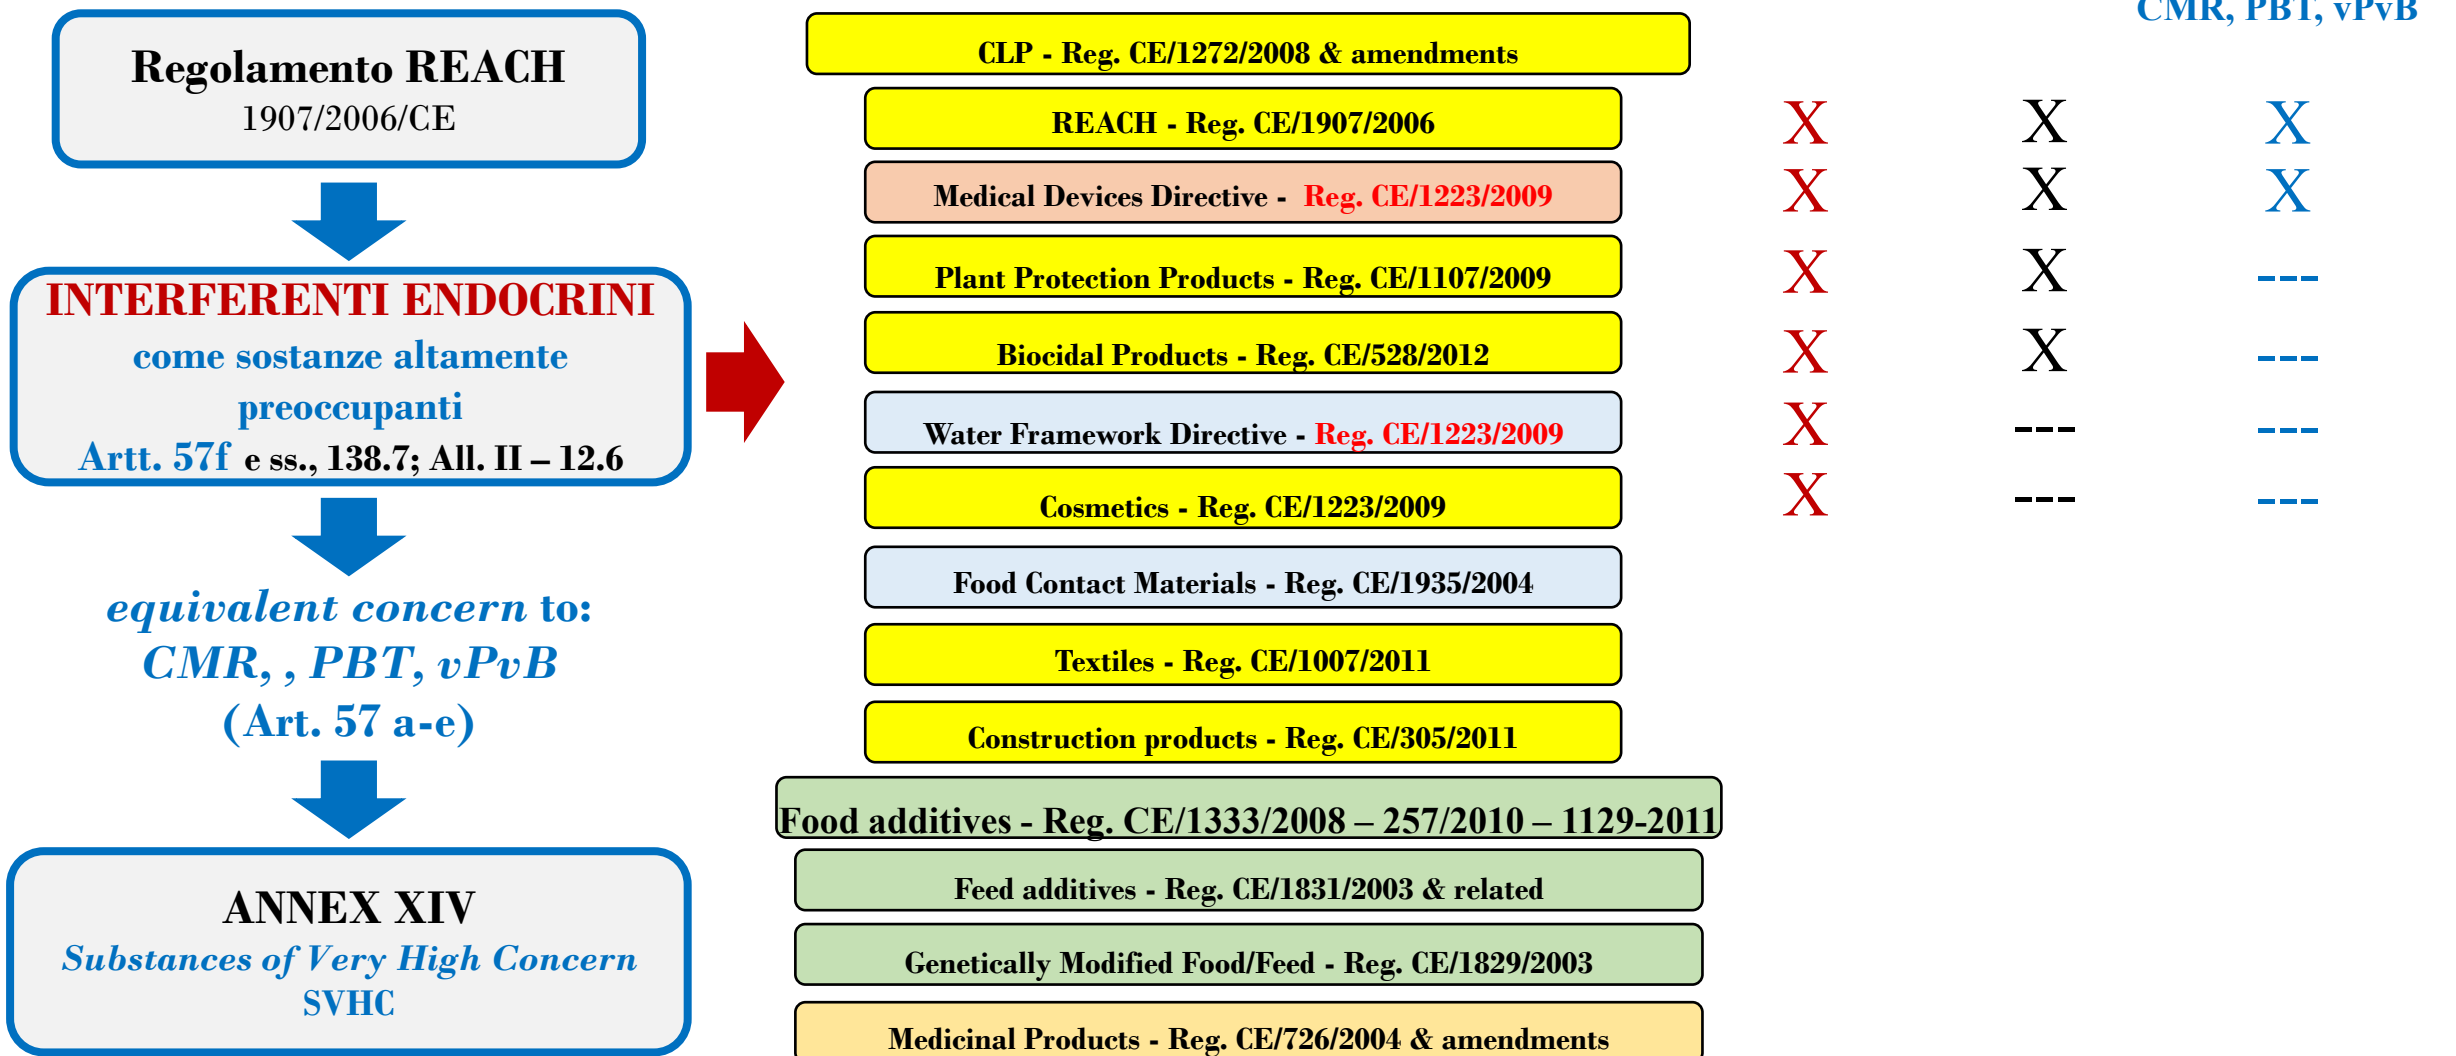 Regolamento REACH
1907/2006/CE
INTERFERENTI ENDOCRINI
come sostanze altamente
preoccupanti
Artt. 57f e ss., 138.7; All. II – 12.6
equivalent concern to:
CMR, , PBT, vPvB
(Art. 57 a-e)
ANNEX XIV
Substances of Very High Concern
SVHC
CMR, PBT, vPvB
CLP - Reg. CE/1272/2008 & amendments
REACH - Reg. CE/1907/2006 X X X
Medical Devices Directive - Reg. CE/1223/2009 X X X
Plant Protection Products - Reg. CE/1107/2009 X X ---
Biocidal Products - Reg. CE/528/2012 X X ---
Water Framework Directive - Reg. CE/1223/2009 X --- ---
Cosmetics - Reg. CE/1223/2009 X --- ---
Food Contact Materials - Reg. CE/1935/2004
Textiles - Reg. CE/1007/2011
Construction products - Reg. CE/305/2011
Food additives - Reg. CE/1333/2008 – 257/2010 – 1129-2011
Feed additives - Reg. CE/1831/2003 & related
Genetically Modified Food/Feed - Reg. CE/1829/2003
Medicinal Products - Reg. CE/726/2004 & amendments